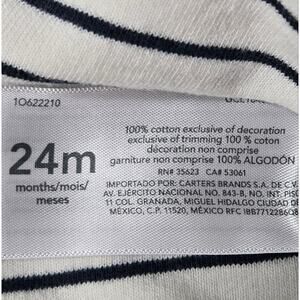 1O622210
100% cotton exclusive of decoration
exclusive of trimming 100 % coton
décoration non comprise
garniture non comprise 100% ALGODÓN
24m
months/mois/
meses
RN# 35623 CA# 53061
IMPORTADO POR: CARTERS BRANDS S.A. DE C.V.
AV. EJÉRCITO NACIONAL NO. 843-B, NO. INT. PISO
11 COL. GRANADA, MIGUEL HIDALGO CIUDAD DE
MÉXICO, C.P. 11520, MÉXICO RFC